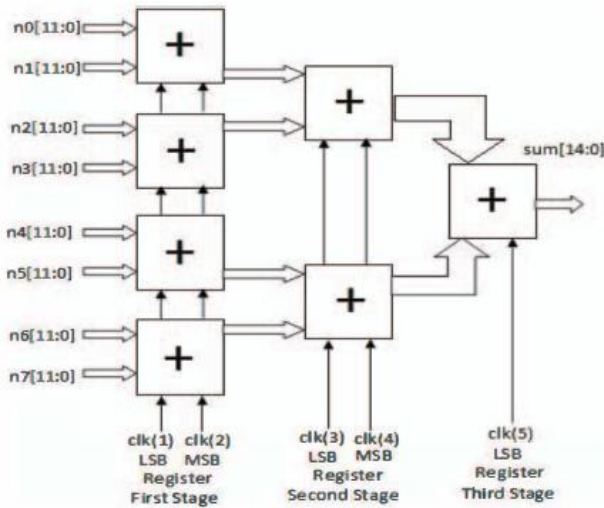 n0[11:0]
n1[11:0]
+
n2[11:0]
n3[11:0]
+
n4[11:0]
n5[11:0]
+
n6[11:0]
n7[11:0]
+
+
+
sum[14:0]
+
clk(1) clk(2)
LSB MSB
Register
First Stage
clk(3) clk(4)
LSB MSB
Register
Second Stage
clk(5)
LSB
Register
Third Stage